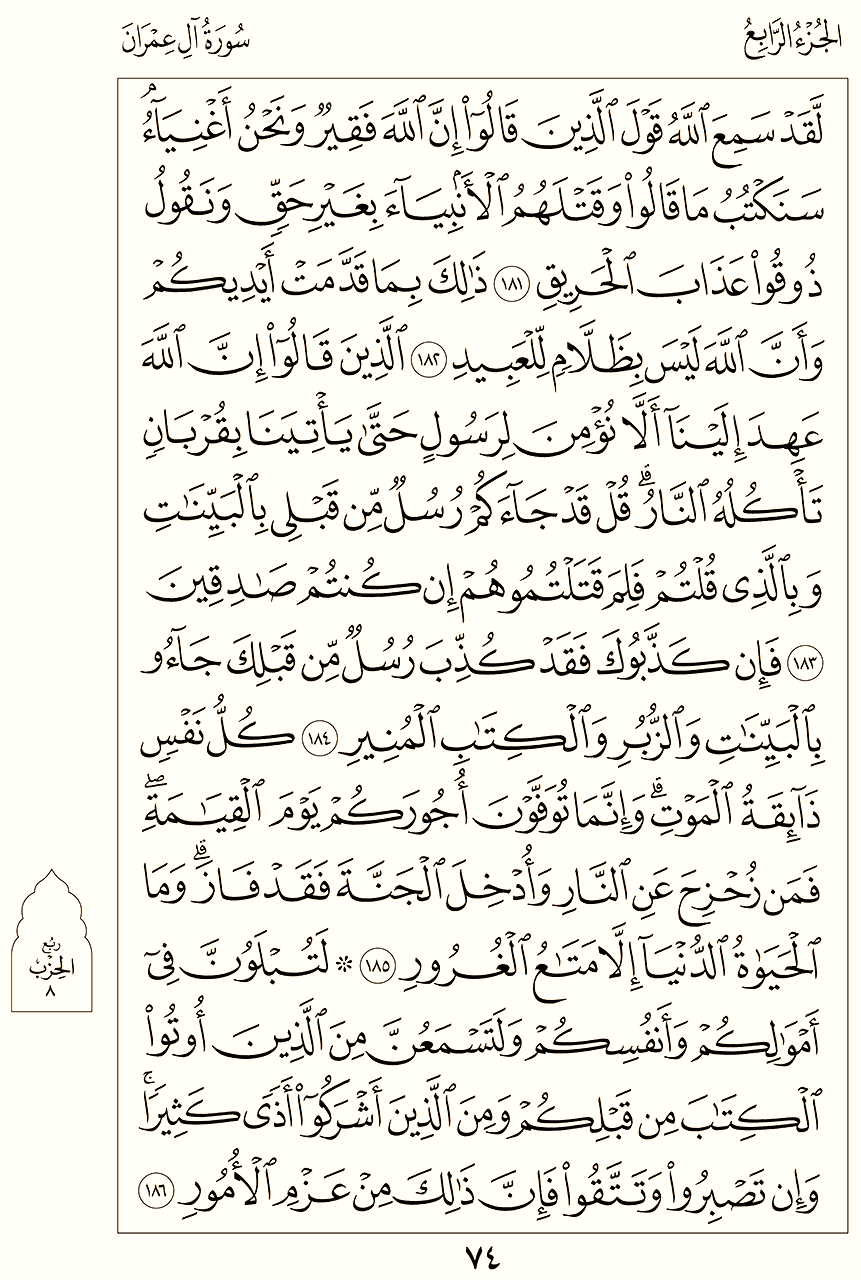 الجُزْءُ الرَّابِعُ
سُورَةُ آلِ عِمْرَانَ
لَّقَدۡ سَمِعَ ٱللَّهُ قَوۡلَ ٱلَّذِينَ قَالُوٓاْ إِنَّ ٱللَّهَ فَقِيرٞ وَنَحۡنُ أَغۡنِيَآءُۘ
سَنَكۡتُبُ مَا قَالُواْ وَقَتۡلَهُمُ ٱلۡأَنۢبِيَآءَ بِغَيۡرِ حَقّٖ وَنَقُولُ
ذُوقُواْ عَذَابَ ٱلۡحَرِيقِ ١٨١ ذَٰلِكَ بِمَا قَدَّمَتۡ أَيۡدِيكُمۡ
وَأَنَّ ٱللَّهَ لَيۡسَ بِظَلَّامٖ لِّلۡعَبِيدِ ١٨٢ ٱلَّذِينَ قَالُوٓاْ إِنَّ ٱللَّهَ
عَهِدَ إِلَيۡنَآ أَلَّا نُؤۡمِنَ لِرَسُولٍ حَتَّىٰ يَأۡتِيَنَا بِقُرۡبَانٖ
تَأۡكُلُهُ ٱلنَّارُۗ قُلۡ قَدۡ جَآءَكُمۡ رُسُلٞ مِّن قَبۡلِي بِٱلۡبَيِّنَٰتِ
وَبِٱلَّذِي قُلۡتُمۡ فَلِمَ قَتَلۡتُمُوهُمۡ إِن كُنتُمۡ صَٰدِقِينَ
١٨٣ فَإِن كَذَّبُوكَ فَقَدۡ كُذِّبَ رُسُلٞ مِّن قَبۡلِكَ جَآءُو
بِٱلۡبَيِّنَٰتِ وَٱلزُّبُرِ وَٱلۡكِتَٰبِ ٱلۡمُنِيرِ ١٨٤ كُلُّ نَفۡسٖ
ذَآئِقَةُ ٱلۡمَوۡتِۗ وَإِنَّمَا تُوَفَّوۡنَ أُجُورَكُمۡ يَوۡمَ ٱلۡقِيَٰمَةِۖ
فَمَن زُحۡزِحَ عَنِ ٱلنَّارِ وَأُدۡخِلَ ٱلۡجَنَّةَ فَقَدۡ فَازَۗ وَمَا
ٱلۡحَيَوٰةُ ٱلدُّنۡيَآ إِلَّا مَتَٰعُ ٱلۡغُرُورِ ١٨٥ ۞ لَتُبۡلَوُنَّ فِيٓ
أَمۡوَٰلِكُمۡ وَأَنفُسِكُمۡ وَلَتَسۡمَعُنَّ مِنَ ٱلَّذِينَ أُوتُواْ
ٱلۡكِتَٰبَ مِن قَبۡلِكُمۡ وَمِنَ ٱلَّذِينَ أَشۡرَكُوٓاْ أَذٗى كَثِيرٗاۚ
وَإِن تَصۡبِرُواْ وَتَتَّقُواْ فَإِنَّ ذَٰلِكَ مِنۡ عَزۡمِ ٱلۡأُمُورِ ١٨٦
رُبع
الحِزْب
٨
٧٤